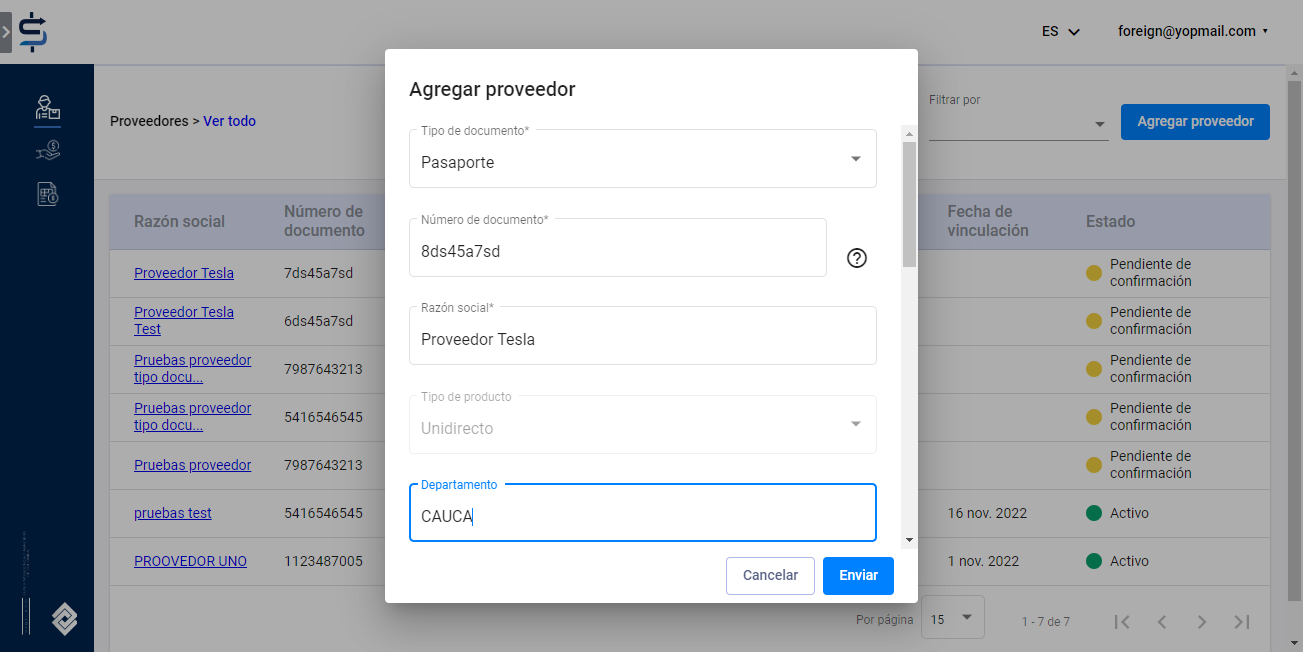 ES
foreign@yopmail.com
Proveedores > Ver todo
Filtrar por
Agregar proveedor
Razón social
Número de
documento
Fecha de
vinculación
Estado
Proveedor Tesla
7ds45a7sd
Pendiente de
confirmación
Proveedor Tesla
Test
6ds45a7sd
Pendiente de
confirmación
Pruebas proveedor
tipo docu...
7987643213
Pendiente de
confirmación
Pruebas proveedor
tipo docu...
5416546545
Pendiente de
confirmación
Pruebas proveedor
7987643213
Pendiente de
confirmación
pruebas test
5416546545
16 nov. 2022
Activo
PROOVEDOR UNO
1123487005
1 nov. 2022
Activo
Por página
15
1 - 7 de 7
Agregar proveedor
Tipo de documento*
Pasaporte
Número de documento*
8ds45a7sd
Razón social*
Proveedor Tesla
Tipo de producto
Unidirecto
Departamento
CAUCA
Cancelar
Enviar